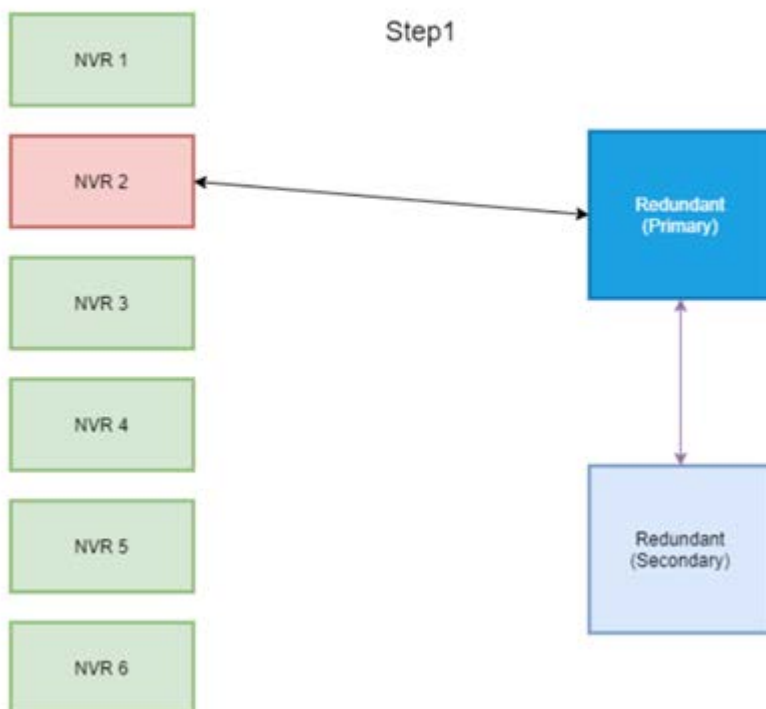 Step1
NVR 1
NVR 2
Redundant
(Primary)
NVR 3
NVR 4
NVR 5
Redundant
(Secondary)
NVR 6